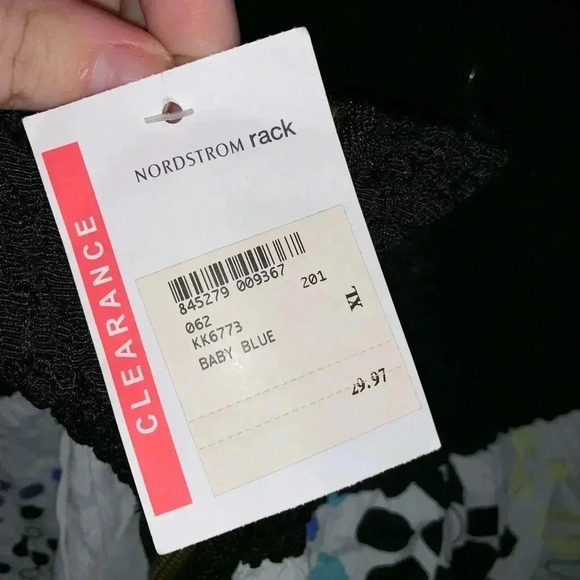 NORDSTROM rack
CLEARANCE
845279 009367
062 201
KK6773 XL
BABY BLUE
29.97